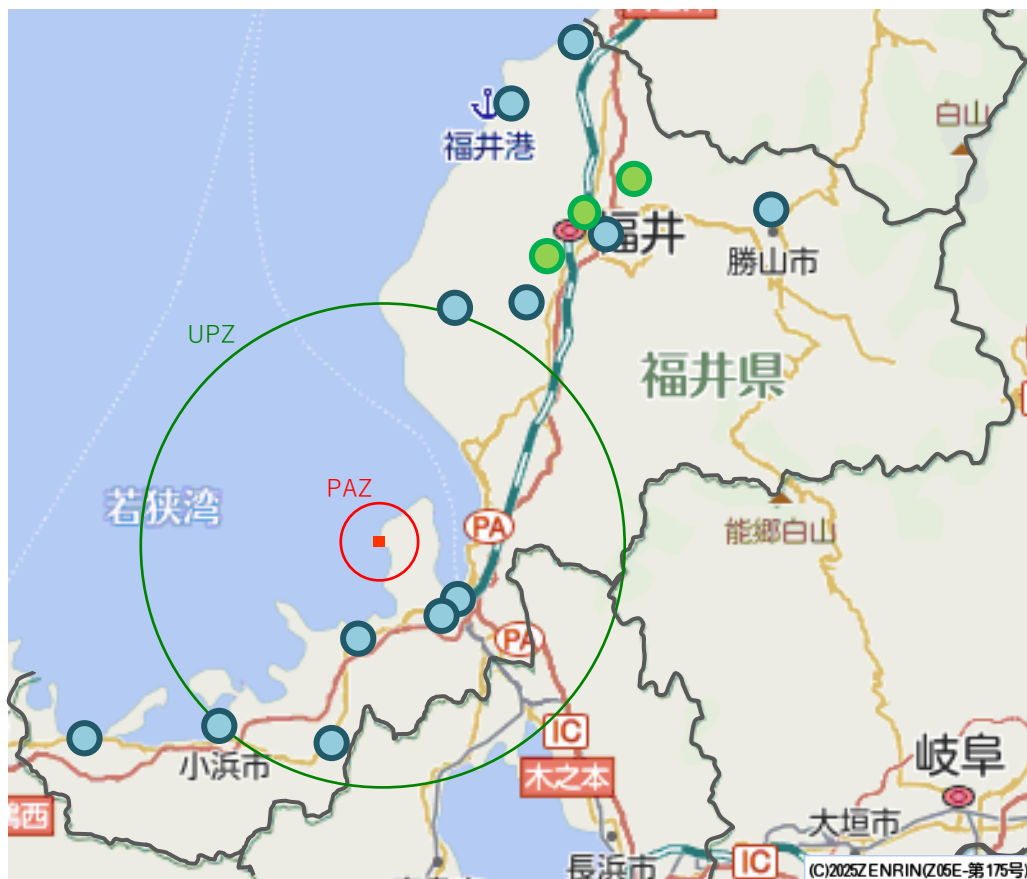 白山
福井港
福井
勝山市
UPZ
福井県
PAZ
若狭湾
PA
能郷白山
PA
IC
小浜市
木之本
岐阜
大垣市
長浜市
IC
(C)2025ZENRIN(Z05E-第175号)